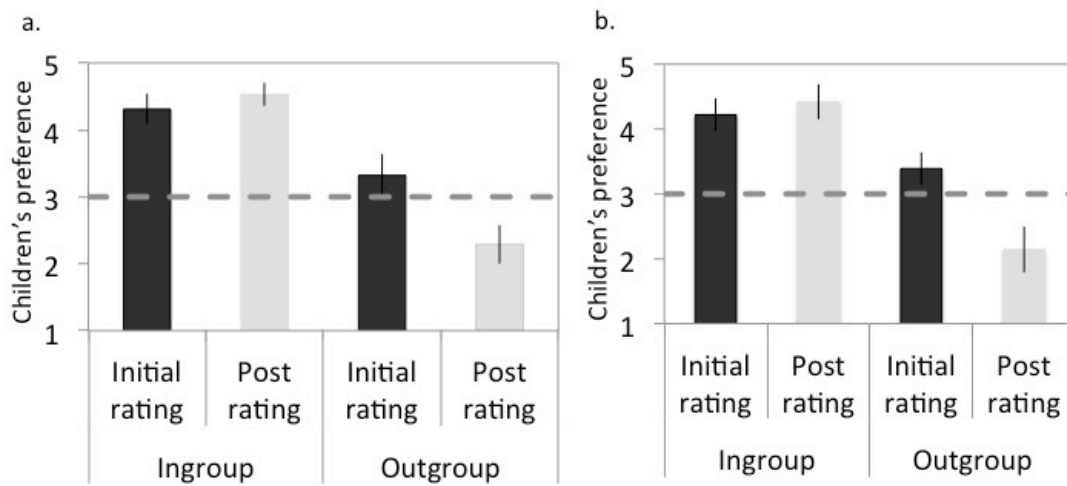 a.
Children's preference
5
4
3
2
1
Initial rating
Post rating
Initial rating
Post rating
Ingroup
Outgroup
b.
Children's preference
5
4
3
2
1
Initial rating
Post rating
Initial rating
Post rating
Ingroup
Outgroup